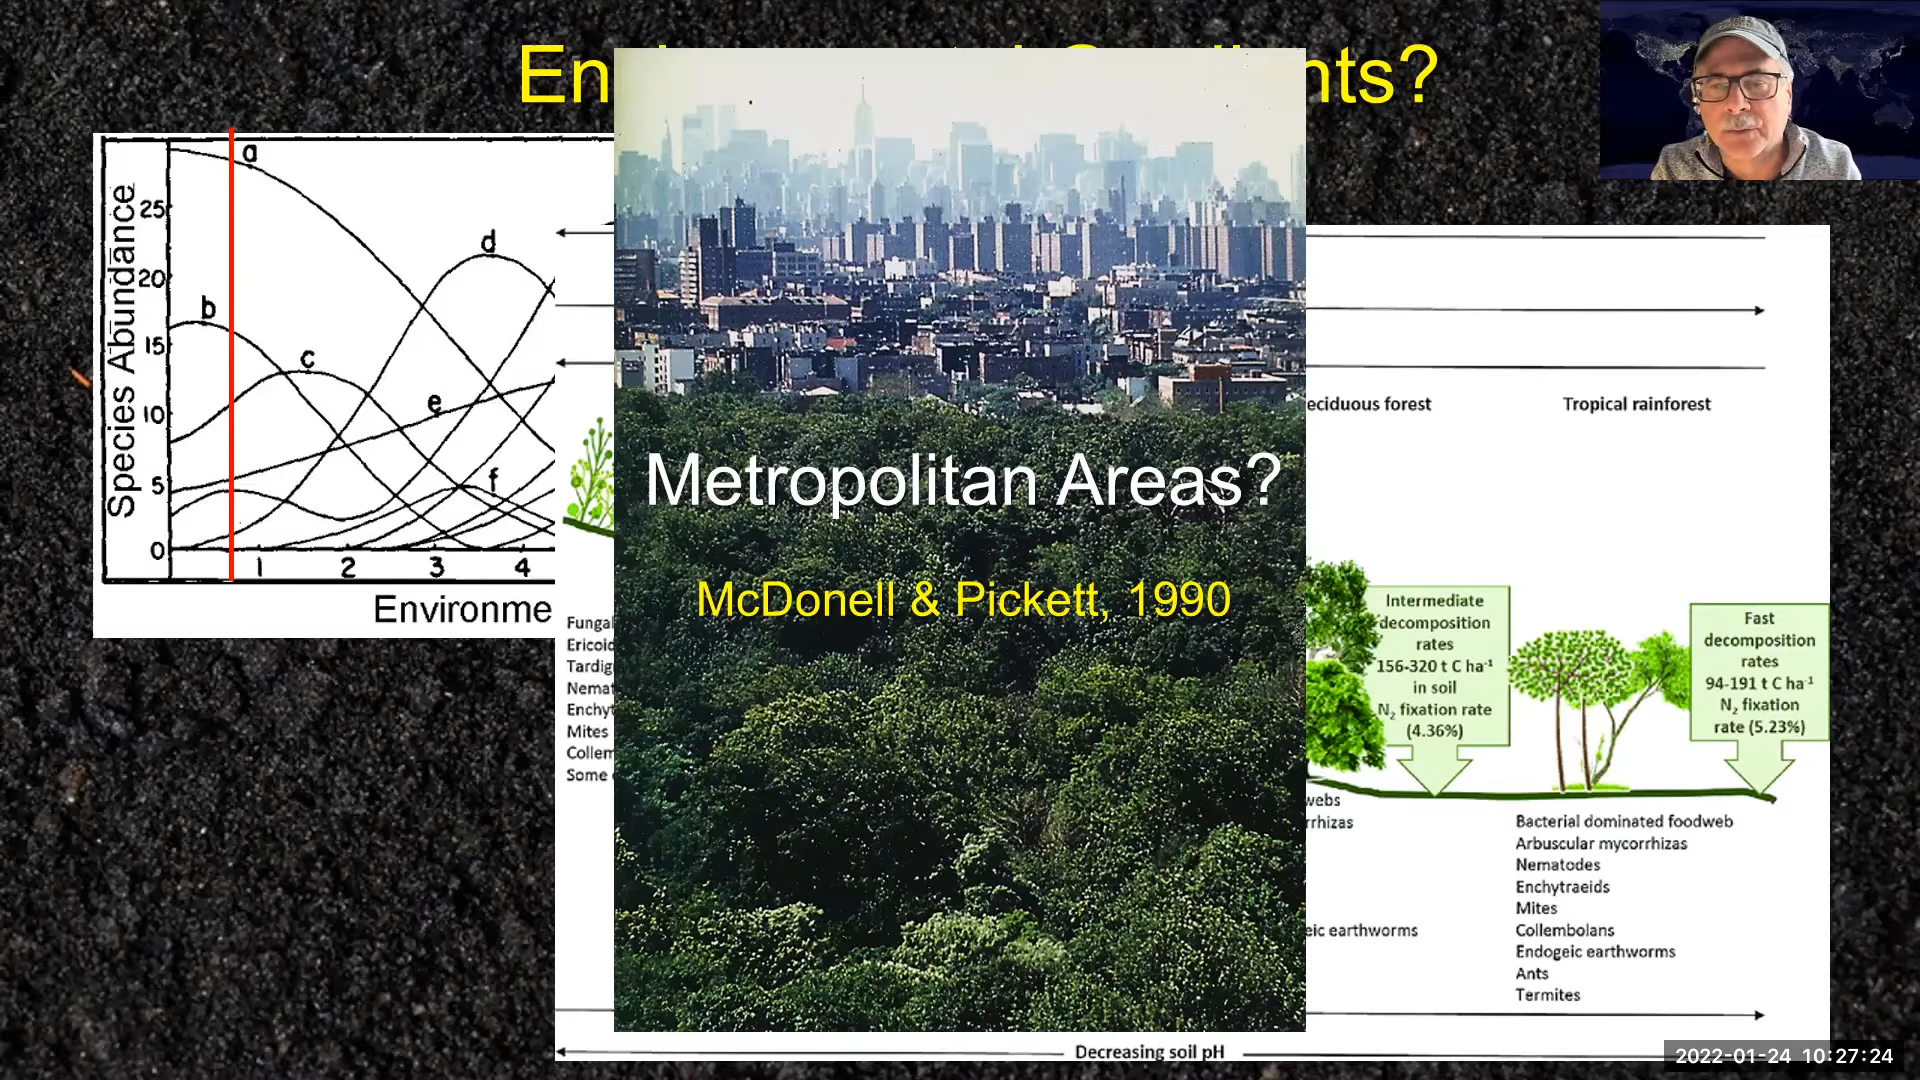 En
nts?
Species Abundance
25
20
15
10
5
0
a
b
c
d
e
f
1
2
3
4
Environme
Metropolitan Areas?
McDonell & Pickett, 1990
eciduous forest
Tropical rainforest
Intermediate
decomposition
rates
156-320 t C ha⁻¹
in soil
N₂ fixation rate
(4.36%)
Fast
decomposition
rates
94-191 t C ha⁻¹
N₂ fixation
rate (5.23%)
Fungal
Ericoid
Tardig
Nemat
Enchyt
Mites
Collem
Some
webs
rrhizas
eic earthworms
Bacterial dominated foodweb
Arbuscular mycorrhizas
Nematodes
Enchytraeids
Mites
Collembolans
Endogeic earthworms
Ants
Termites
Decreasing soil pH
2022-01-24 10:27:24